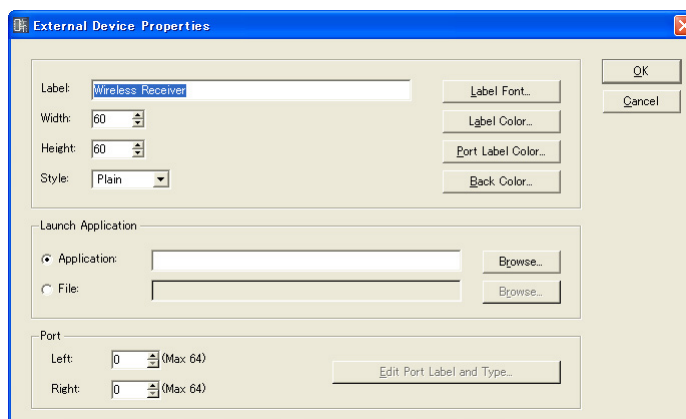 External Device Properties
Label: Wireless Receiver Label Font... OK
Width: 60 Label Color... Cancel
Height: 60 Port Label Color...
Style: Plain Back Color...
Launch Application
Application: Browse...
File: Browse...
Port
Left: 0 (Max 64) Edit Port Label and Type...
Right: 0 (Max 64)